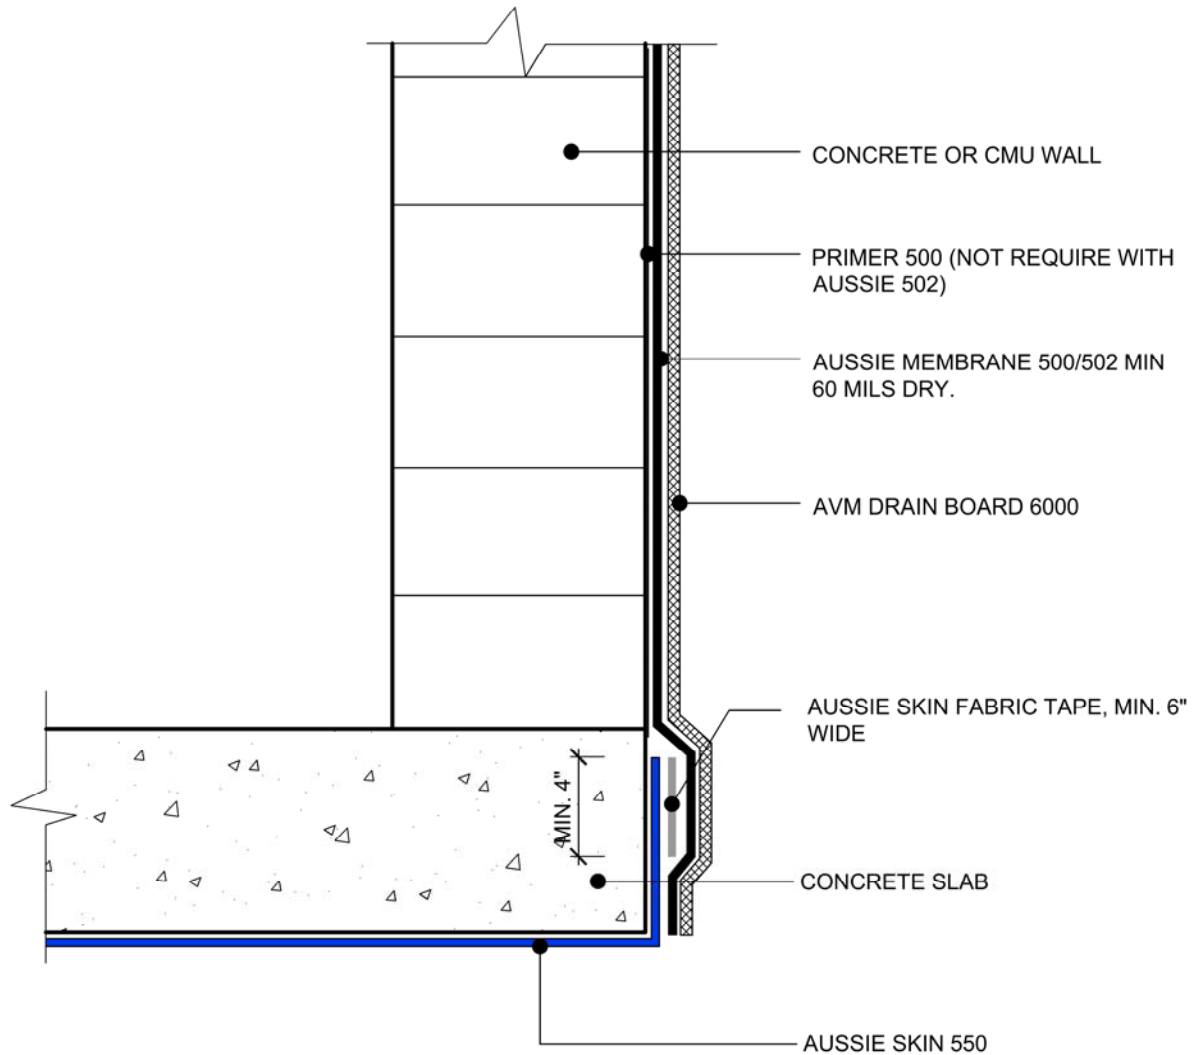 CONCRETE OR CMU WALL
PRIMER 500 (NOT REQUIRE WITH
AUSSIE 502)
AUSSIE MEMBRANE 500/502 MIN
60 MILS DRY.
AVM DRAIN BOARD 6000
AUSSIE SKIN FABRIC TAPE, MIN. 6"
WIDE
MIN. 4"
CONCRETE SLAB
AUSSIE SKIN 550